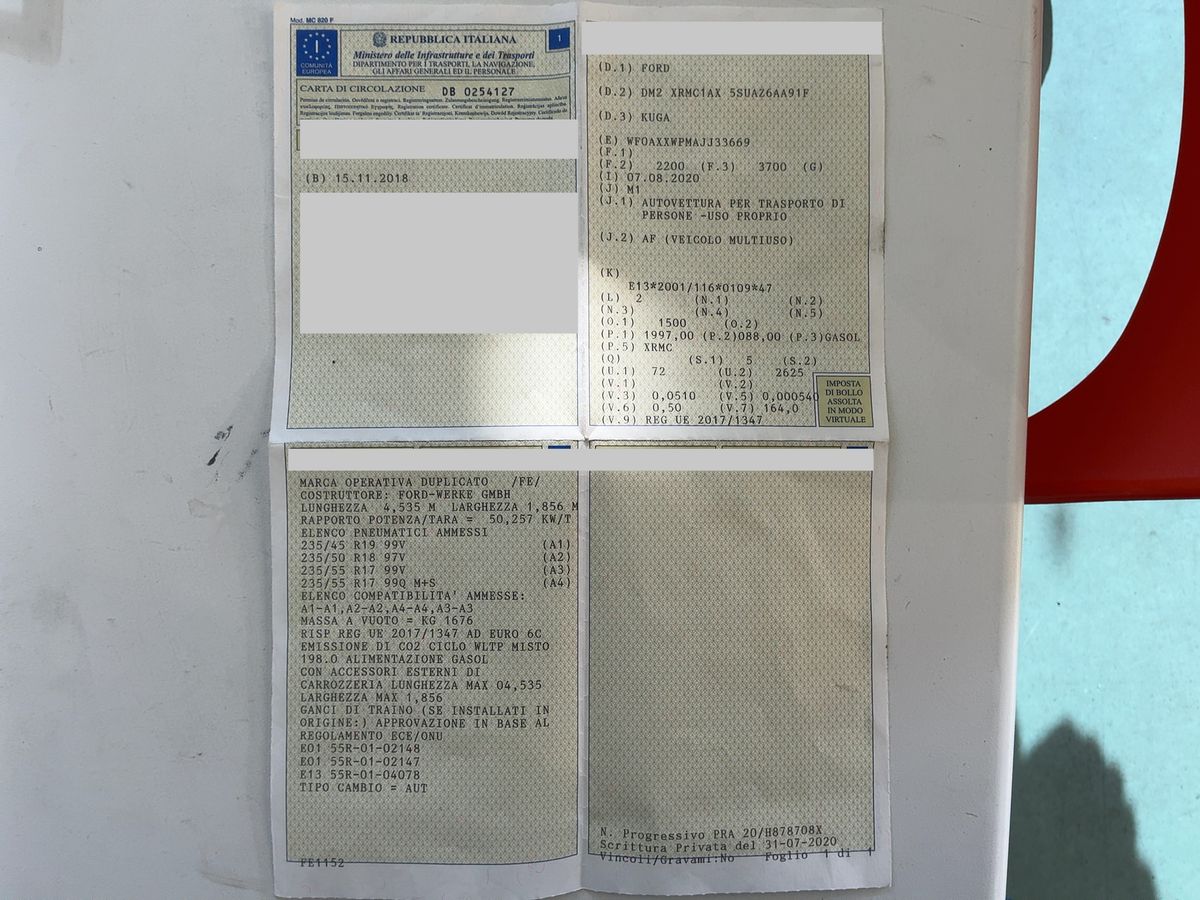 Mod. MC 820 F
COMUNITÀ
EUROPEA
I
REPUBBLICA ITALIANA
Ministero delle Infrastrutture e dei Trasporti
DIPARTIMENTO PER I TRASPORTI, LA NAVIGAZIONE,
GLI AFFARI GENERALI ED IL PERSONALE
1
CARTA DI CIRCOLAZIONE DB 0254127
(B) 15.11.2018
(D.1) FORD
(D.2) DM2 XRMC1AX 5SUAZ6AA91F
(D.3) KUGA
(E) WF0AXXWPMAJJ33669
(F.1)
(F.2) 2200 (F.3) 3700 (G)
(I) 07.08.2020
(J) M1
(J.1) AUTOVETTURA PER TRASPORTO DI
PERSONE -USO PROPRIO
(J.2) AF (VEICOLO MULTIUSO)
(K)
E13*2001/116*0109*47
(L) 2 (N.1) (N.2)
(N.3) (N.4) (N.5)
(O.1) 1500 (O.2)
(P.1) 1997,00 (P.2)088,00 (P.3)GASOL
(P.5) XRMC
(Q) (S.1) 5 (S.2)
(U.1) 72 (U.2) 2625
(V.1) (V.2)
(V.3) 0,0510 (V.5) 0,000540
(V.6) 0,50 (V.7) 164,0
(V.9) REG UE 2017/1347
IMPOSTA
DI BOLLO
ASSOLTA
IN MODO
VIRTUALE
MARCA OPERATIVA DUPLICATO /FE/
COSTRUTTORE: FORD-WERKE GMBH
LUNGHEZZA 4,535 M LARGHEZZA 1,856 M
RAPPORTO POTENZA/TARA = 50,257 KW/T
ELENCO PNEUMATICI AMMESSI
235/45 R19 99V (A1)
235/50 R18 97V (A2)
235/55 R17 99V (A3)
235/55 R17 99Q M+S (A4)
ELENCO COMPATIBILITA' AMMESSE:
A1-A1,A2-A2,A4-A4,A3-A3
MASSA A VUOTO = KG 1676
RISP REG UE 2017/1347 AD EURO 6C
EMISSIONE DI CO2 CICLO WLTP MISTO
198.0 ALIMENTAZIONE GASOL
CON ACCESSORI ESTERNI DI
CARROZZERIA LUNGHEZZA MAX 04,535
LARGHEZZA MAX 1,856
GANCI DI TRAINO (SE INSTALLATI IN
ORIGINE:) APPROVAZIONE IN BASE AL
REGOLAMENTO ECE/ONU
E01 55R-01-02148
E01 55R-01-02147
E13 55R-01-04078
TIPO CAMBIO = AUT
FE1152
N. Progressivo PRA 20/H878708X
Scrittura Privata del 31-07-2020
Vincoli/Gravami:No Foglio 1 di 1